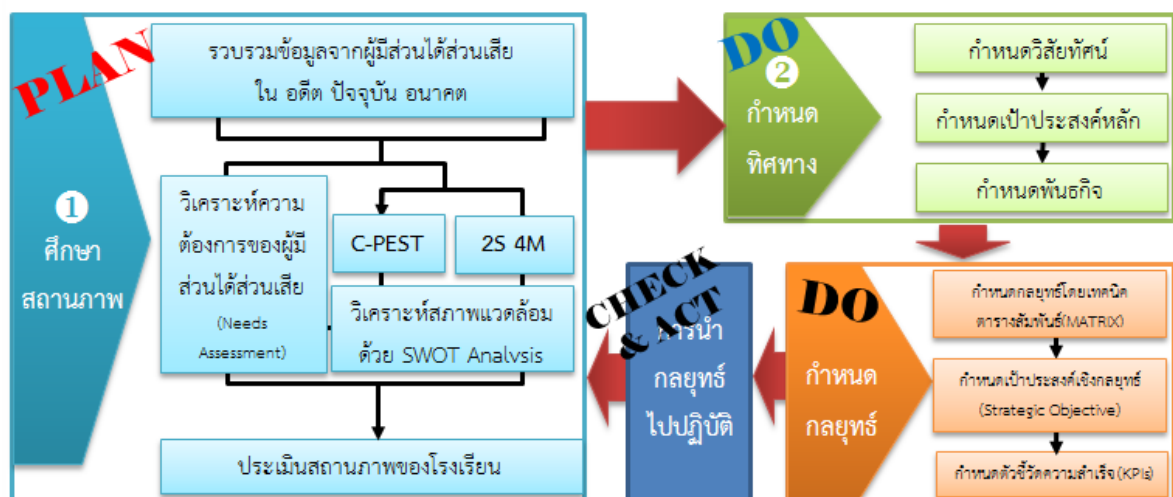 PLAN
❶
ศึกษา
สถานภาพ
รวบรวมข้อมูลจากผู้มีส่วนได้ส่วนเสีย
ใน อดีต ปัจจุบัน อนาคต
วิเคราะห์ความ
ต้องการของผู้มี
ส่วนได้ส่วนเสีย
(Needs
Assessment)
C-PEST
2S 4M
วิเคราะห์สภาพแวดล้อม
ด้วย SWOT Analysis
ประเมินสถานภาพของโรงเรียน
DO
❷
กำหนด
ทิศทาง
กำหนดวิสัยทัศน์
กำหนดเป้าประสงค์หลัก
กำหนดพันธกิจ
DO
กำหนด
กลยุทธ์
กำหนดกลยุทธ์โดยเทคนิค
ตารางสัมพันธ์(MATRIX)
กำหนดเป้าประสงค์เชิงกลยุทธ์
(Strategic Objective)
กำหนดตัวชี้วัดความสำเร็จ(KPIs)
CHECK
& ACT
การนำ
กลยุทธ์
ไปปฏิบัติ